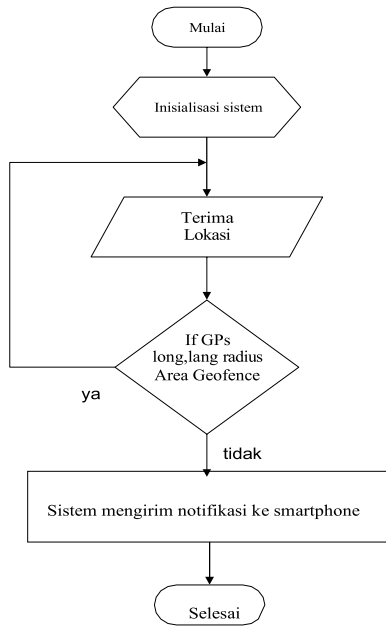 Mulai
Inisialisasi sistem
Terima
Lokasi
If GPs
long,lang radius
Area Geofence
ya
tidak
Sistem mengirim notifikasi ke smartphone
Selesai